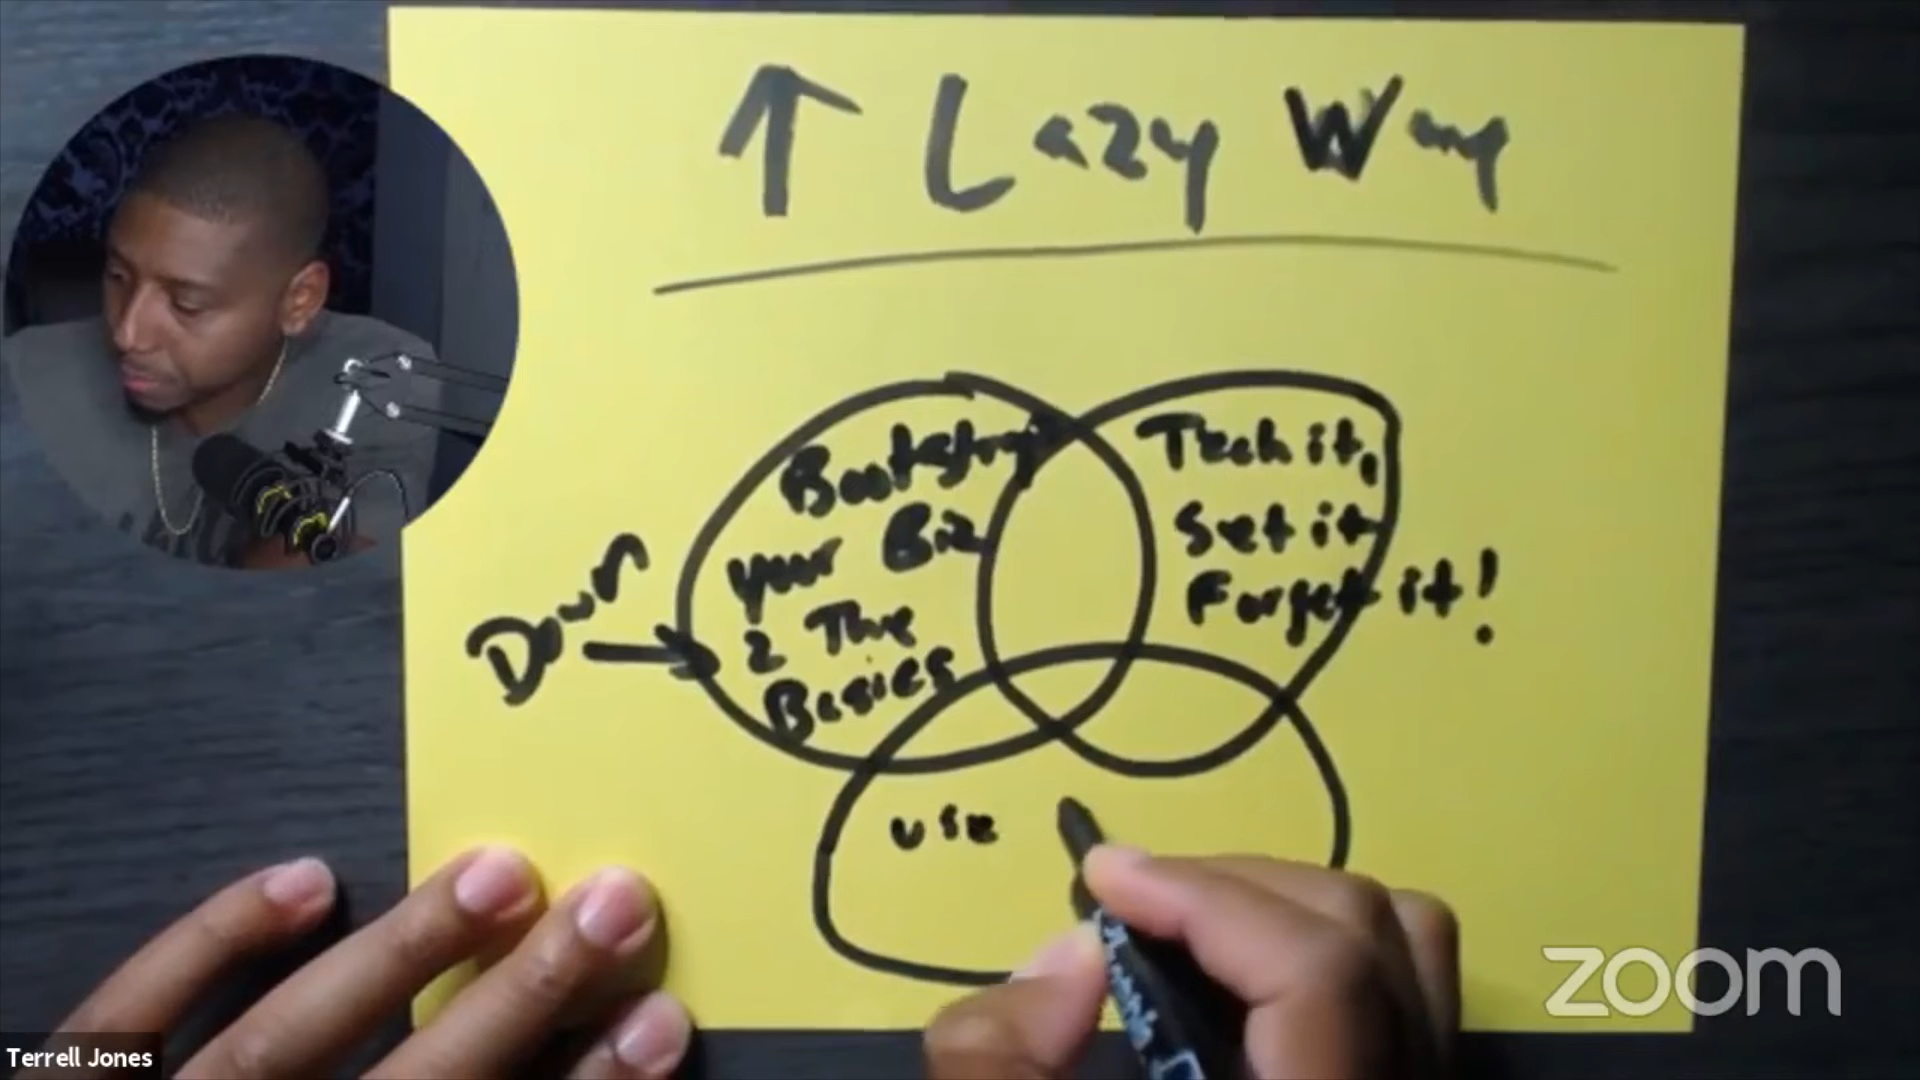 ↑ Lazy Way
Bootstrap
your Biz
2 The
Basics
Down
Tech it,
Set it
Forget it!
use
zoom
Terrell Jones